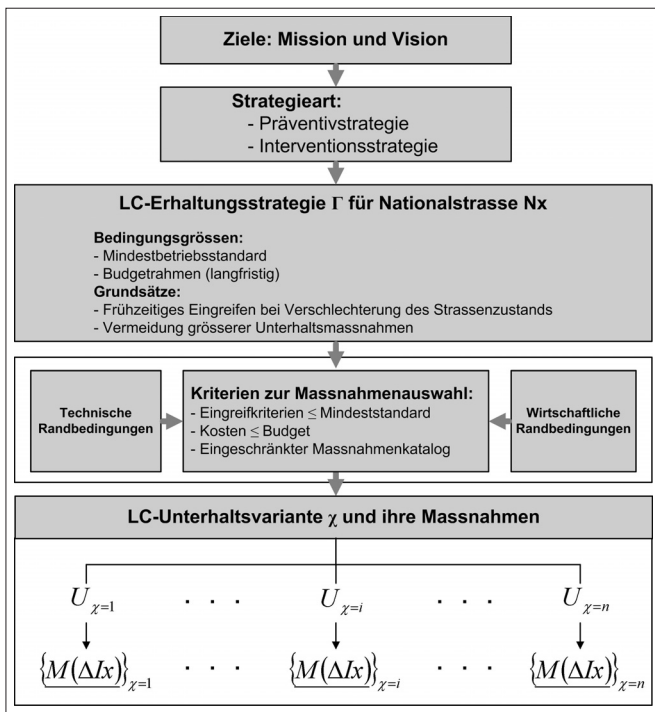 Ziele: Mission und Vision
Strategieart:
- Präventivstrategie
- Interventionsstrategie
LC-Erhaltungsstrategie Γ für Nationalstrasse Nx
Bedingungsgrössen:
- Mindestbetriebsstandard
- Budgetrahmen (langfristig)
Grundsätze:
- Frühzeitiges Eingreifen bei Verschlechterung des Strassenzustands
- Vermeidung grösserer Unterhaltsmassnahmen
Technische
Randbedingungen
Kriterien zur Massnahmenauswahl:
- Eingreifkriterien ≤ Mindeststandard
- Kosten ≤ Budget
- Eingeschränkter Massnahmenkatalog
Wirtschaftliche
Randbedingungen
LC-Unterhaltsvariante χ und ihre Massnahmen
U χ=1 . . . U χ=i . . . U χ=n
{M(ΔIx)}χ=1 . . . {M(ΔIx)}χ=i . . . {M(ΔIx)}χ=n